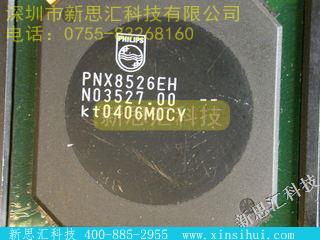 深圳市新思汇科技有限公司
电话：0755-83268160
PHILIPS
PNX8526EH
N03527.00 --
kt0406M0CY
新思汇科技
新思汇科技 400-885-2955 www.xinsihui.com